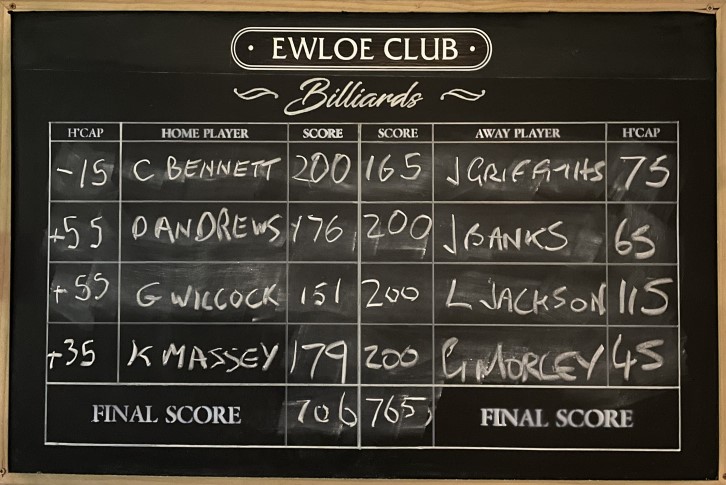 · EWLOE CLUB ·
Billiards
H'CAP HOME PLAYER SCORE SCORE AWAY PLAYER H'CAP
-15 C BENNETT 200 165 J GRIFFITHS 75
+55 D ANDREWS 176 200 J BANKS 65
+55 G WILCOCK 151 200 L JACKSON 115
+35 K MASSEY 179 200 G MORLEY 45
FINAL SCORE 706 765 FINAL SCORE